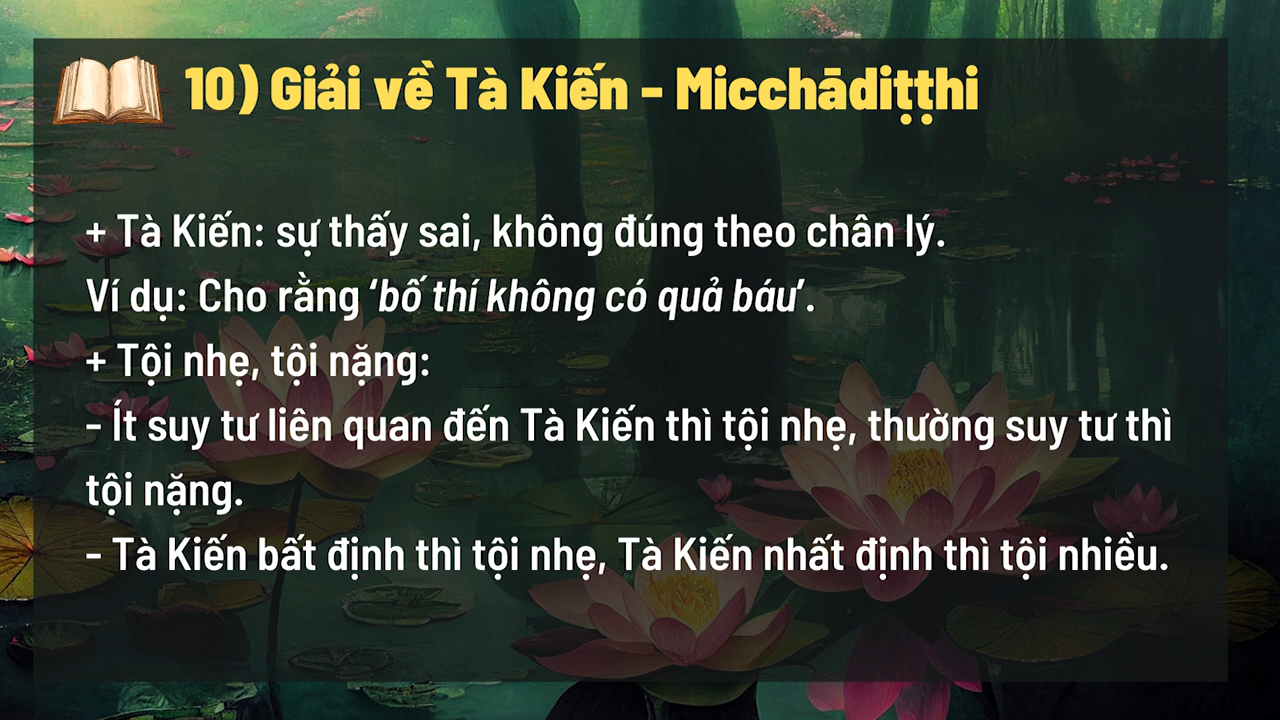 10) Giải về Tà Kiến - Micchādiṭṭhi
+ Tà Kiến: sự thấy sai, không đúng theo chân lý.
Ví dụ: Cho rằng ‘bố thí không có quả báu’.
+ Tội nhẹ, tội nặng:
- Ít suy tư liên quan đến Tà Kiến thì tội nhẹ, thường suy tư thì
tội nặng.
- Tà Kiến bất định thì tội nhẹ, Tà Kiến nhất định thì tội nhiều.